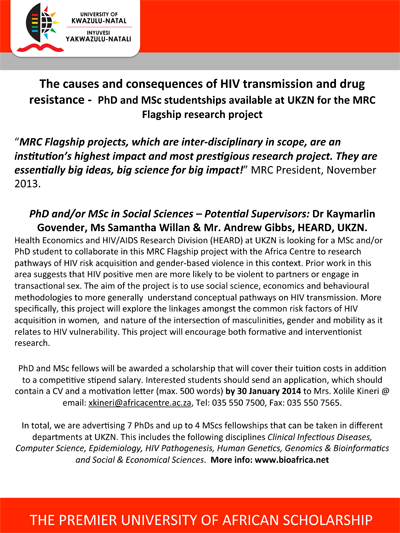 UNIVERSITY OF
KWAZULU-NATAL
INYUVESI
YAKWAZULU-NATALI
The causes and consequences of HIV transmission and drug
resistance - PhD and MSc studentships available at UKZN for the MRC
Flagship research project
“MRC Flagship projects, which are inter-disciplinary in scope, are an
institution’s highest impact and most prestigious research project. They are
essentially big ideas, big science for big impact!” MRC President, November
2013.
PhD and/or MSc in Social Sciences – Potential Supervisors: Dr Kaymarlin
Govender, Ms Samantha Willan & Mr. Andrew Gibbs, HEARD, UKZN.
Health Economics and HIV/AIDS Research Division (HEARD) at UKZN is looking for a MSc and/or
PhD student to collaborate in this MRC Flagship project with the Africa Centre to research
pathways of HIV risk acquisition and gender-based violence in this context. Prior work in this
area suggests that HIV positive men are more likely to be violent to partners or engage in
transactional sex. The aim of the project is to use social science, economics and behavioural
methodologies to more generally understand conceptual pathways on HIV transmission. More
specifically, this project will explore the linkages amongst the common risk factors of HIV
acquisition in women, and nature of the intersection of masculinities, gender and mobility as it
relates to HIV vulnerability. This project will encourage both formative and interventionist
research.
PhD and MSc fellows will be awarded a scholarship that will cover their tuition costs in addition
to a competitive stipend salary. Interested students should send an application, which should
contain a CV and a motivation letter (max. 500 words) by 30 January 2014 to Mrs. Xolile Kineri @
email: xkineri@africacentre.ac.za, Tel: 035 550 7500, Fax: 035 550 7565.
In total, we are advertising 7 PhDs and up to 4 MScs fellowships that can be taken in different
departments at UKZN. This includes the following disciplines Clinical Infectious Diseases,
Computer Science, Epidemiology, HIV Pathogenesis, Human Genetics, Genomics & Bioinformatics
and Social & Economical Sciences. More info: www.bioafrica.net
THE PREMIER UNIVERSITY OF AFRICAN SCHOLARSHIP